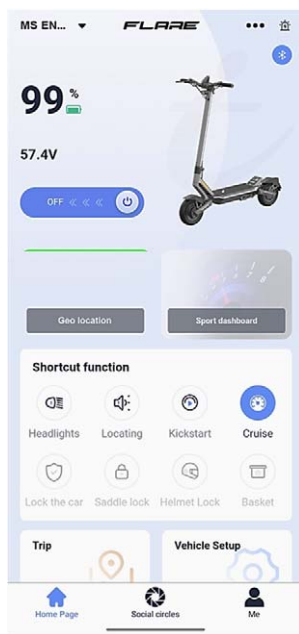 MS EN... FLARE
99%
57.4V
OFF
Geo location Sport dashboard
Shortcut function
Headlights Locating Kickstart Cruise
Lock the car Saddle lock Helmet Lock Basket
Trip Vehicle Setup
Home Page Social circles Me